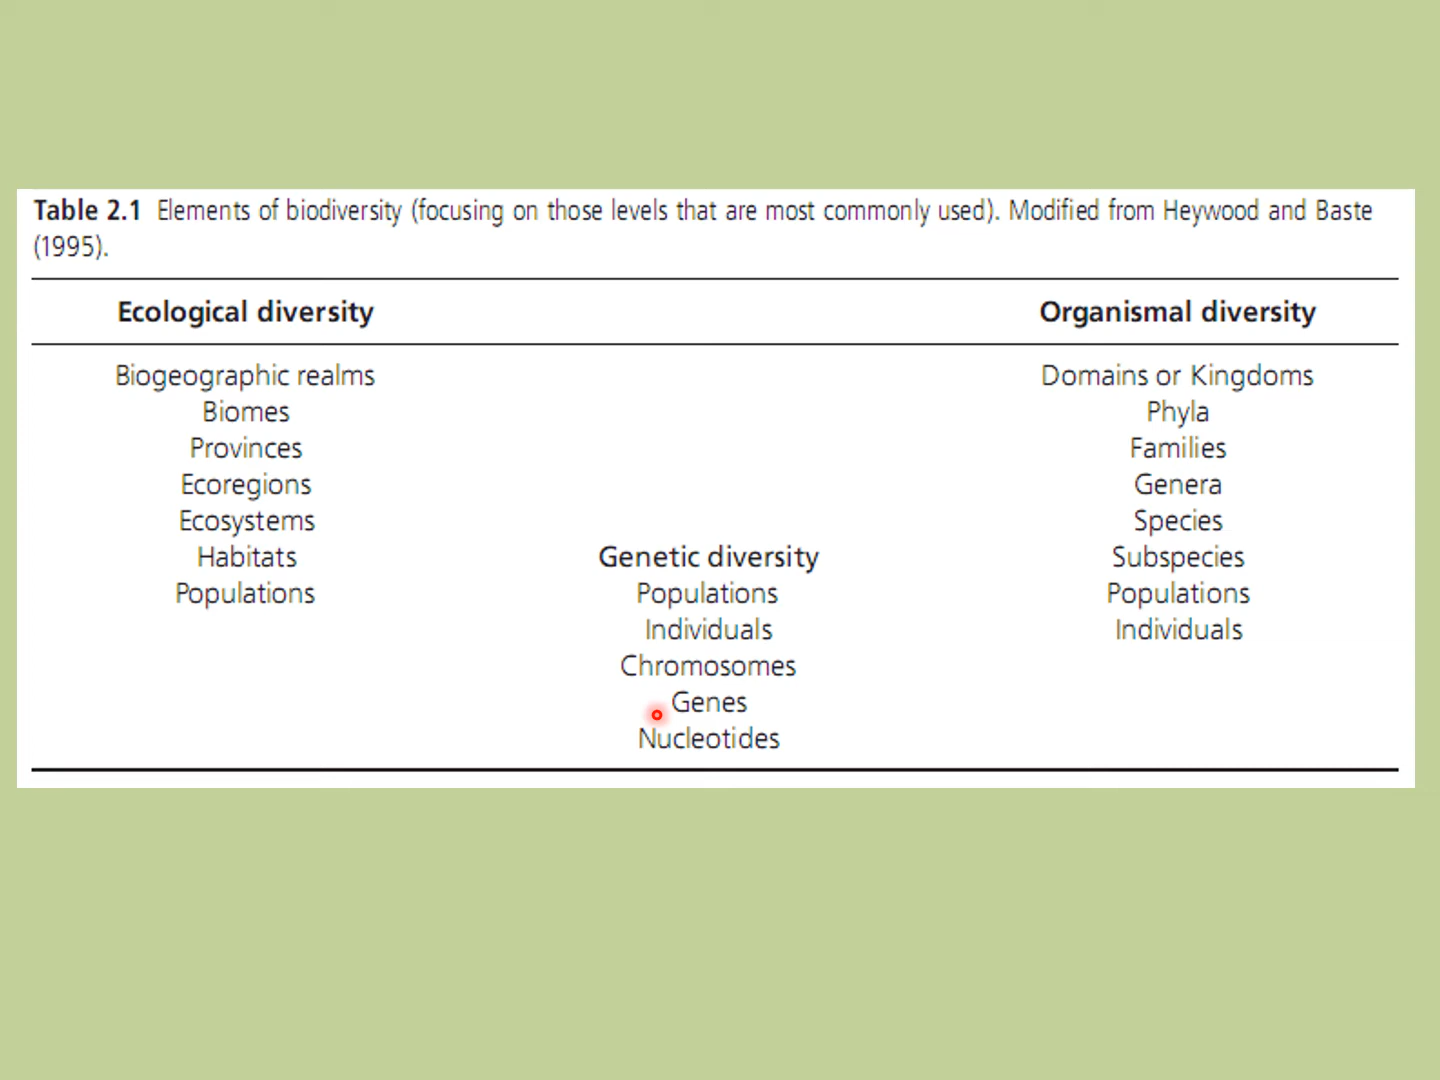 Table 2.1 Elements of biodiversity (focusing on those levels that are most commonly used). Modified from Heywood and Baste
(1995).
Ecological diversity Organismal diversity
Biogeographic realms Domains or Kingdoms
Biomes Phyla
Provinces Families
Ecoregions Genera
Ecosystems Species
Habitats Genetic diversity Subspecies
Populations Populations Populations
Individuals Individuals
Chromosomes
Genes
Nucleotides